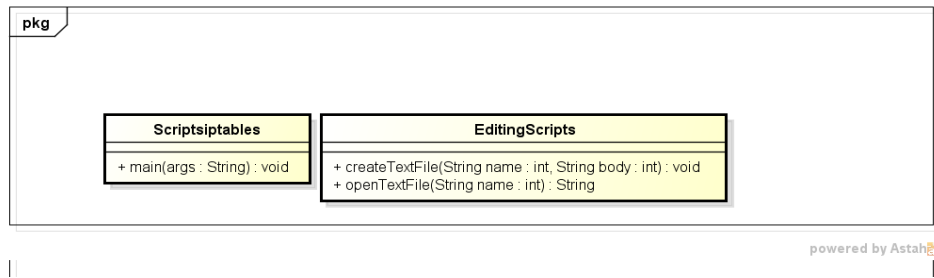 pkg
Scriptsiptables
+ main(args : String) : void
EditingScripts
+ createTextFile(String name : int, String body : int) : void
+ openTextFile(String name : int) : String
powered by Astah